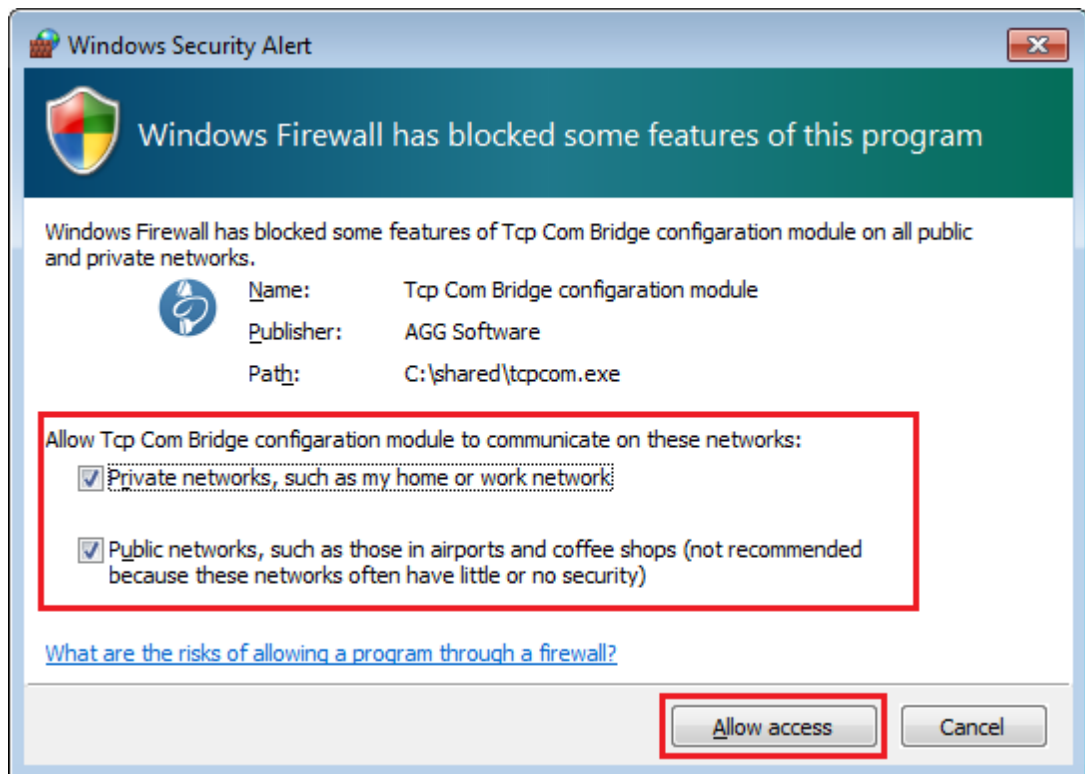 Windows Security Alert
Windows Firewall has blocked some features of this program
Windows Firewall has blocked some features of Tcp Com Bridge configaration module on all public
and private networks.
Name: Tcp Com Bridge configaration module
Publisher: AGG Software
Path: C:\shared\tcpcom.exe
Allow Tcp Com Bridge configaration module to communicate on these networks:
Private networks, such as my home or work network
Public networks, such as those in airports and coffee shops (not recommended
because these networks often have little or no security)
What are the risks of allowing a program through a firewall?
Allow access Cancel